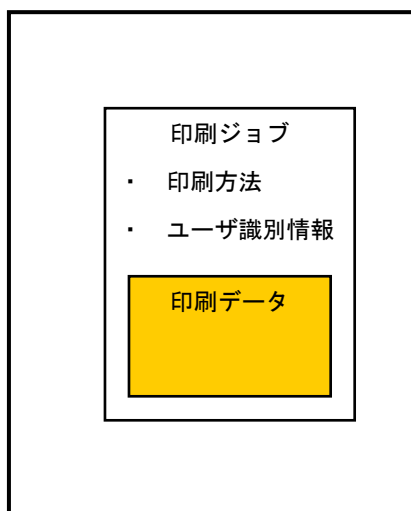 印刷ジョブ
・ 印刷方法
・ ユーザ識別情報
印刷データ